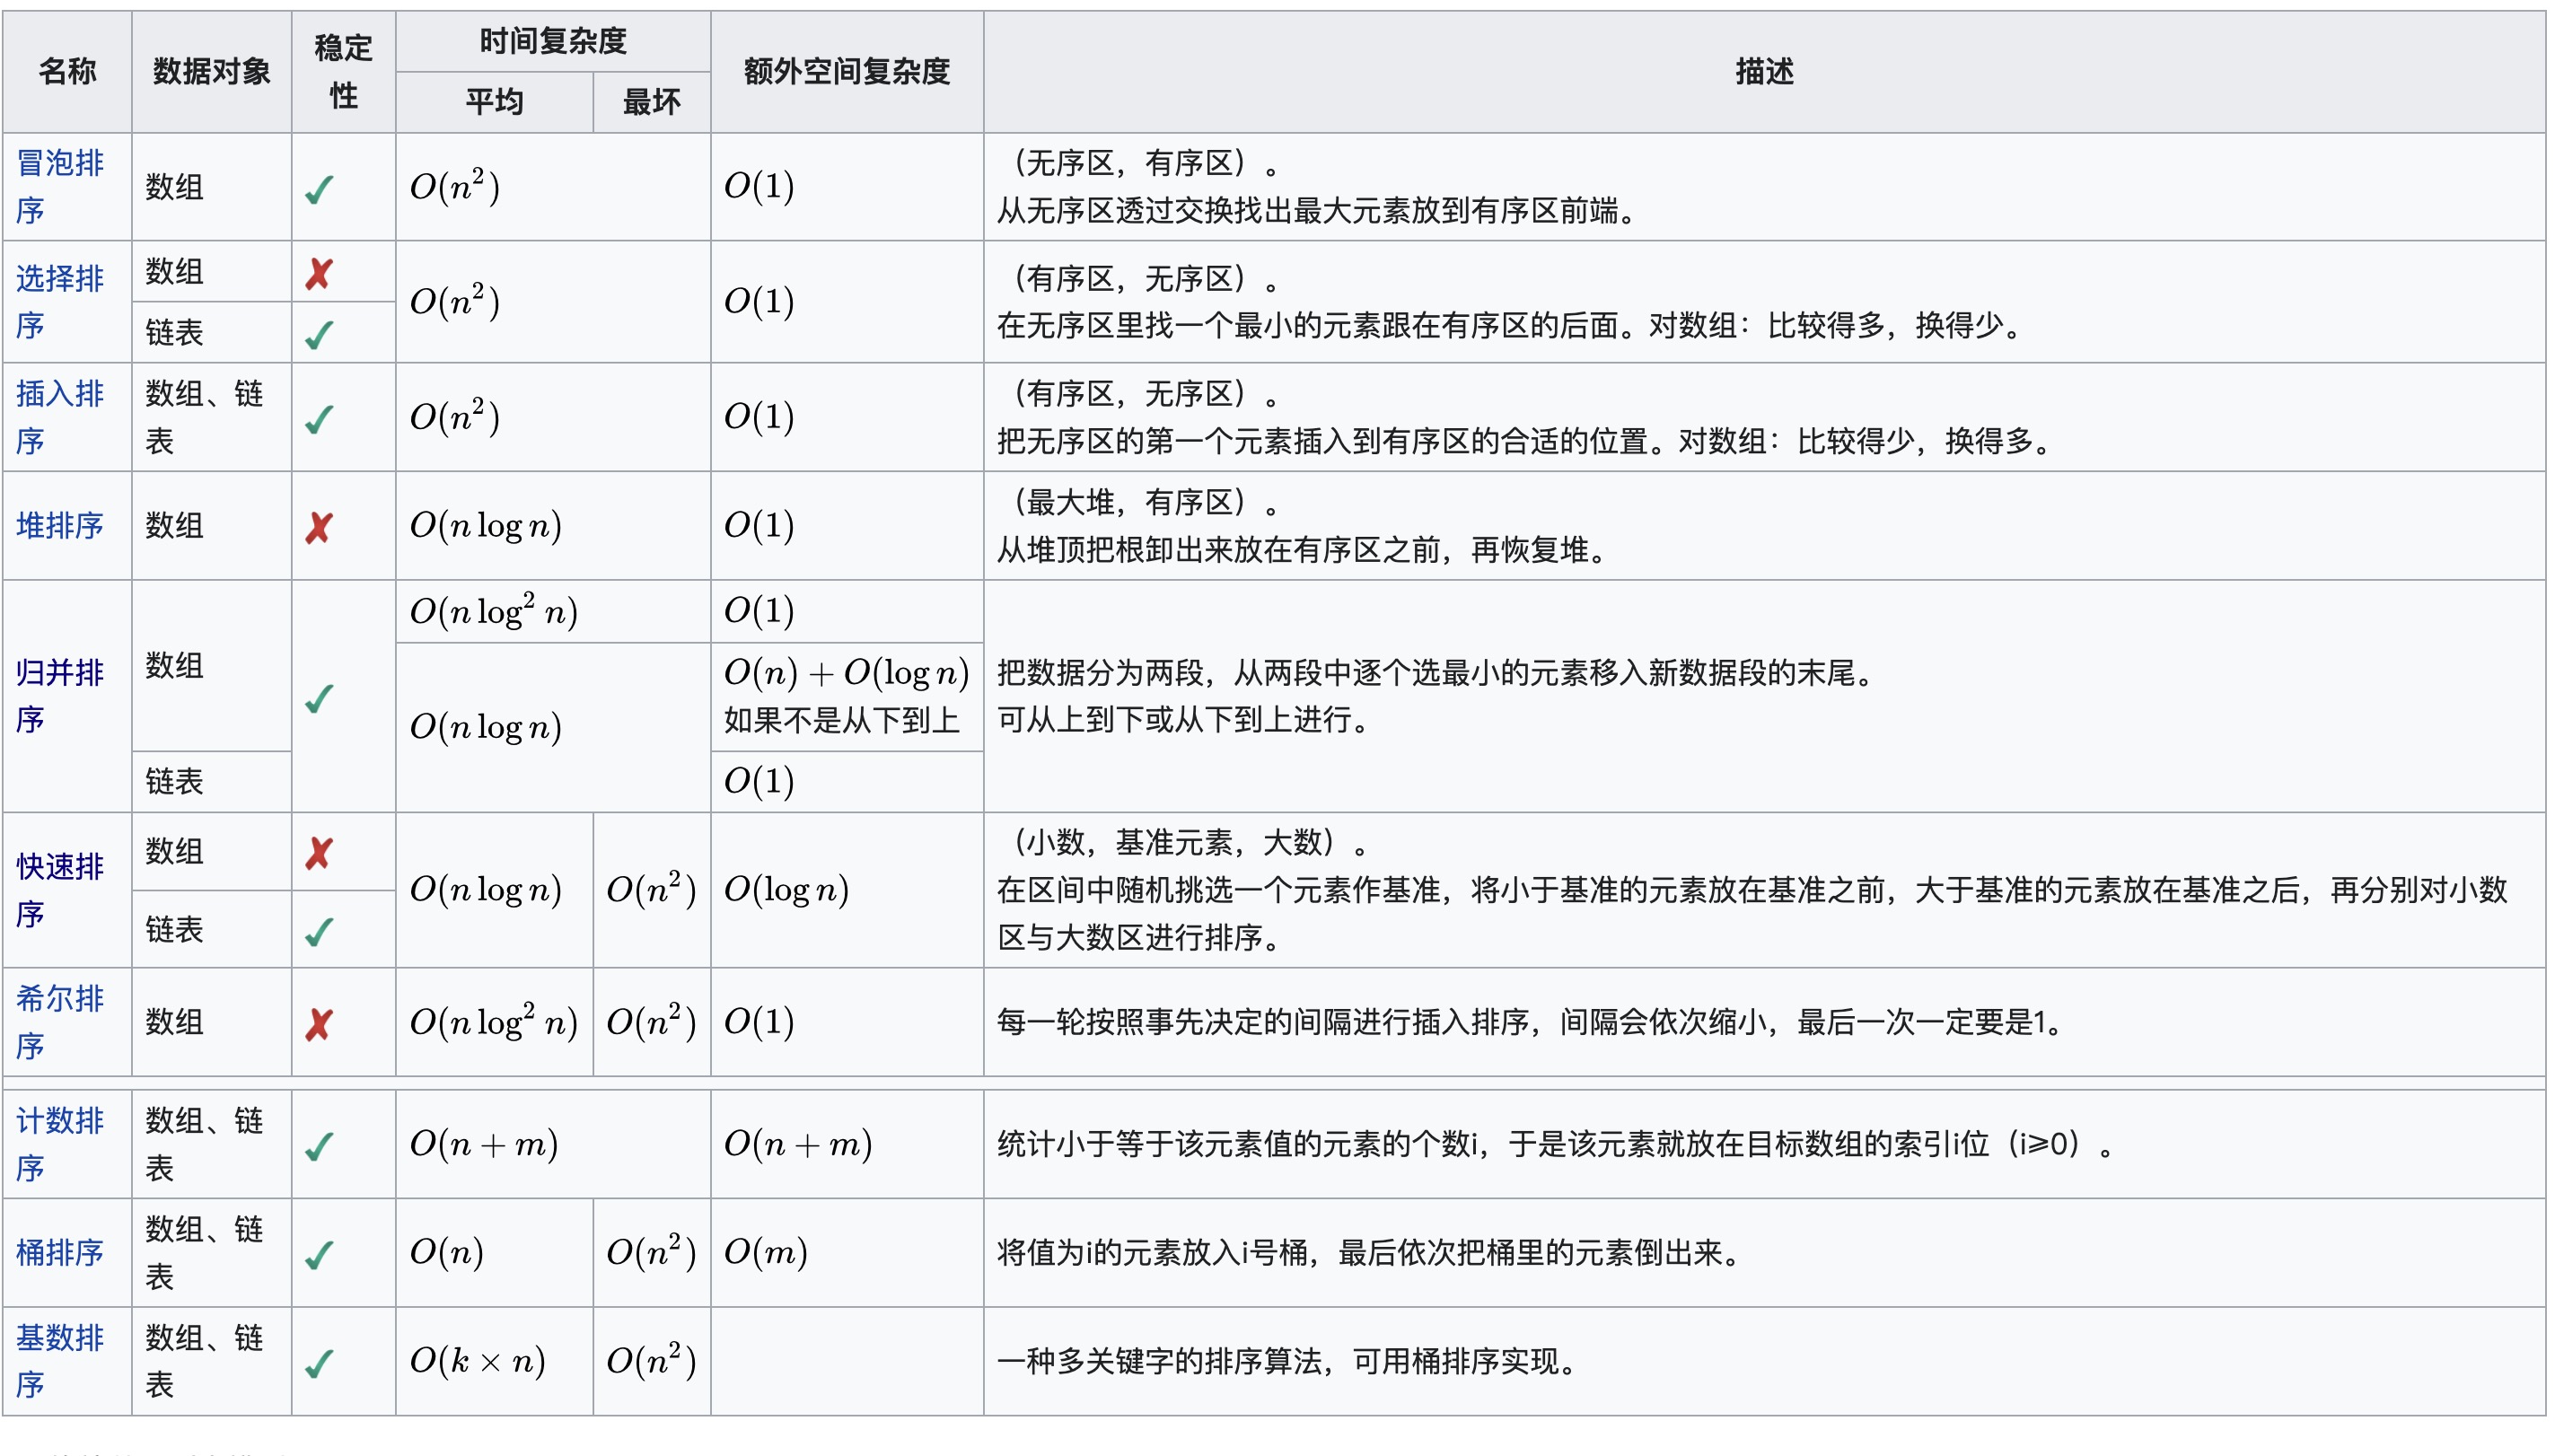 名称
数据对象
稳定
性
时间复杂度
平均
最坏
额外空间复杂度
描述
冒泡排
序
数组
✓
O(n²)
O(1)
（无序区，有序区）。
从无序区透过交换找出最大元素放到有序区前端。
选择排
序
数组
✗
链表
✓
O(n²)
O(1)
（有序区，无序区）。
在无序区里找一个最小的元素跟在有序区的后面。对数组：比较得多，换得少。
插入排
序
数组、链
表
✓
O(n²)
O(1)
（有序区，无序区）。
把无序区的第一个元素插入到有序区的合适的位置。对数组：比较得少，换得多。
堆排序
数组
✗
O(n log n)
O(1)
（最大堆，有序区）。
从堆顶把根卸出来放在有序区之前，再恢复堆。
归并排
序
数组
链表
✓
O(n log² n)
O(1)
O(n log n)
O(n) + O(log n)
如果不是从下到上
O(1)
把数据分为两段，从两段中逐个选最小的元素移入新数据段的末尾。
可从上到下或从下到上进行。
快速排
序
数组
✗
链表
✓
O(n log n)
O(n²)
O(log n)
（小数，基准元素，大数）。
在区间中随机挑选一个元素作基准，将小于基准的元素放在基准之前，大于基准的元素放在基准之后，再分别对小数
区与大数区进行排序。
希尔排
序
数组
✗
O(n log² n)
O(n²)
O(1)
每一轮按照事先决定的间隔进行插入排序，间隔会依次缩小，最后一次一定要是1。
计数排
序
数组、链
表
✓
O(n + m)
O(n + m)
统计小于等于该元素值的元素的个数i，于是该元素就放在目标数组的索引i位（i⩾0）。
桶排序
数组、链
表
✓
O(n)
O(n²)
O(m)
将值为i的元素放入i号桶，最后依次把桶里的元素倒出来。
基数排
序
数组、链
表
✓
O(k × n)
O(n²)
一种多关键字的排序算法，可用桶排序实现。